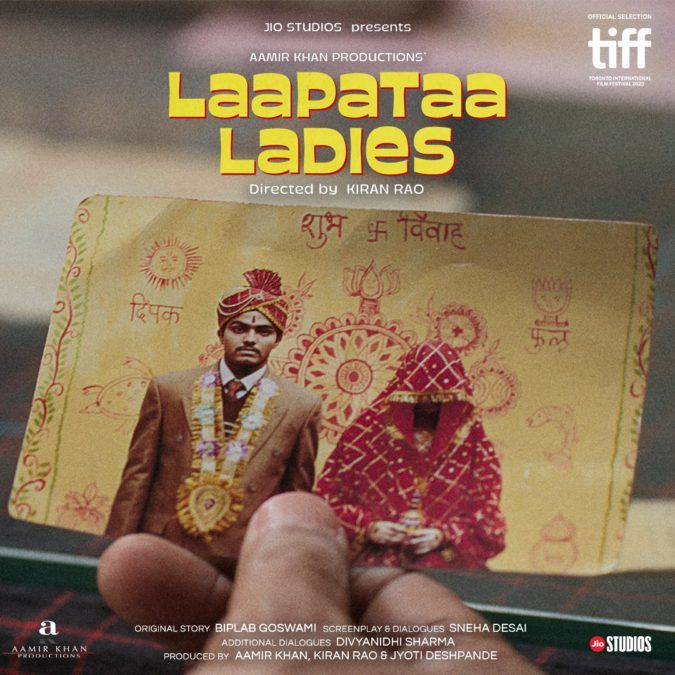 JIO STUDIOS presents
OFFICIAL SELECTION
tiff
TORONTO INTERNATIONAL
FILM FESTIVAL 2023
AAMIR KHAN PRODUCTIONS'
LaaPaTaa
LaDies
Directed by KIRAN RAO
शुभ 卐 विवाह
दिपक
फुल
ORIGINAL STORY BIPLAB GOSWAMI SCREENPLAY & DIALOGUES SNEHA DESAI
ADDITIONAL DIALOGUES DIVYANIDHI SHARMA
PRODUCED BY AAMIR KHAN, KIRAN RAO & JYOTI DESHPANDE
a
AAMIR KHAN
PRODUCTIONS
Jio STUDIOS